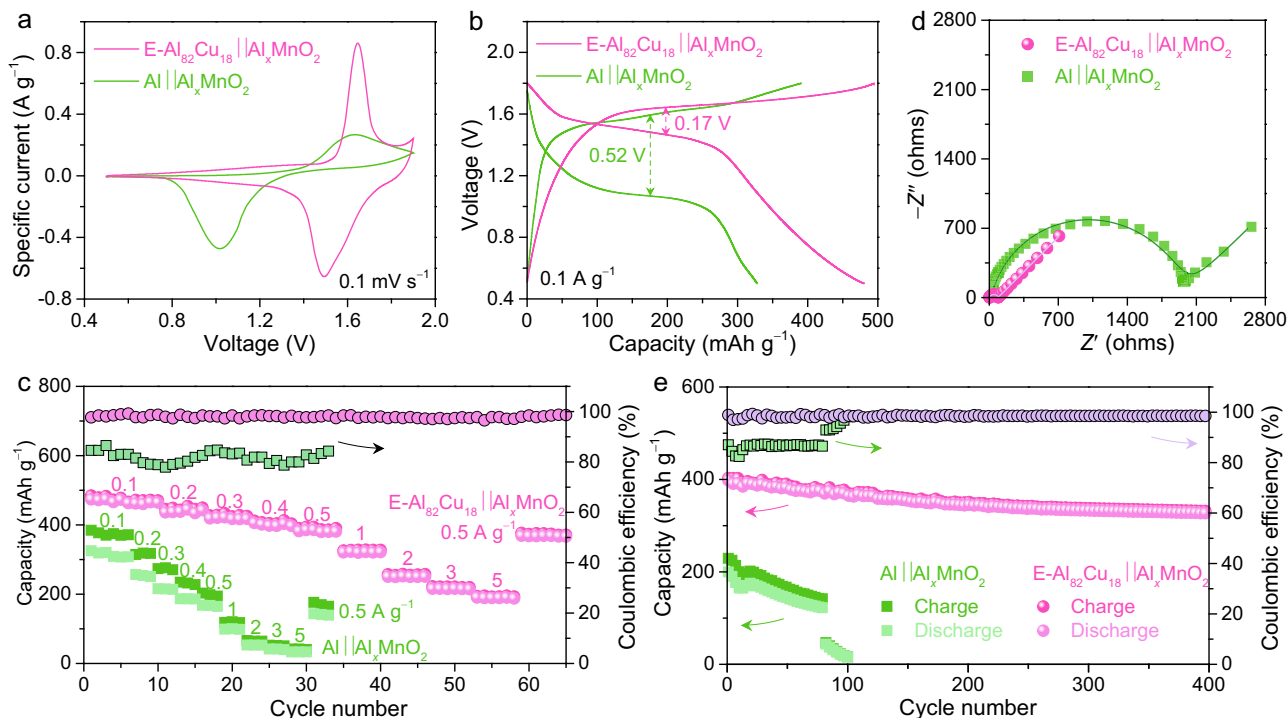 a
E-Al₈₂Cu₁₈||AlₓMnO₂
Al||AlₓMnO₂
0.1 mV s⁻¹
Specific current (A g⁻¹)
0.8
0.4
0.0
-0.4
-0.8
0.4 0.8 1.2 1.6 2.0
Voltage (V)
b
E-Al₈₂Cu₁₈||AlₓMnO₂
Al||AlₓMnO₂
0.17 V
0.52 V
0.1 A g⁻¹
Voltage (V)
2.0
1.6
1.2
0.8
0.4
0 100 200 300 400 500
Capacity (mAh g⁻¹)
d
E-Al₈₂Cu₁₈||AlₓMnO₂
Al||AlₓMnO₂
−Z″ (ohms)
-2800
-2100
-1400
-700
0
0 700 1400 2100 2800
Z′ (ohms)
c
0.1 0.2 0.3 0.4 0.5
E-Al₈₂Cu₁₈||AlₓMnO₂
0.5 A g⁻¹
1 2 3 5
0.1 0.2 0.3 0.4 0.5 1 2 3 5
0.5 A g⁻¹
Al||AlₓMnO₂
Capacity (mAh g⁻¹)
800
600
400
200
0
Coulombic efficiency (%)
100
80
60
40
20
0
0 10 20 30 40 50 60
Cycle number
e
Al||AlₓMnO₂ E-Al₈₂Cu₁₈||AlₓMnO₂
Charge Charge
Discharge Discharge
Capacity (mAh g⁻¹)
600
400
200
0
Coulombic efficiency (%)
100
80
60
40
20
0
0 100 200 300 400
Cycle number